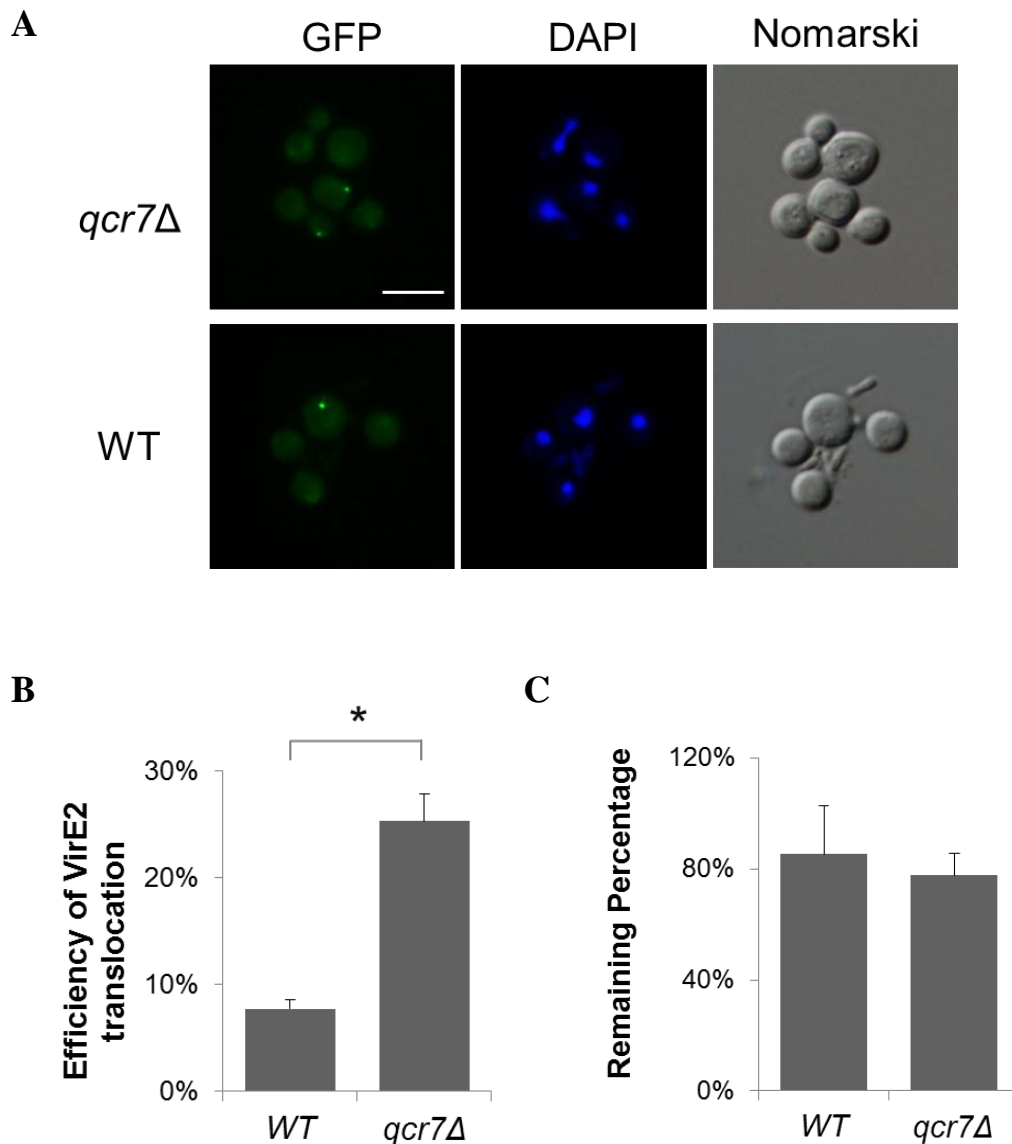 A
GFP DAPI Nomarski
qcr7Δ
WT
B
*
30%
20%
10%
0%
Efficiency of VirE2
translocation
WT qcr7Δ
C
120%
80%
40%
0%
Remaining Percentage
WT qcr7Δ